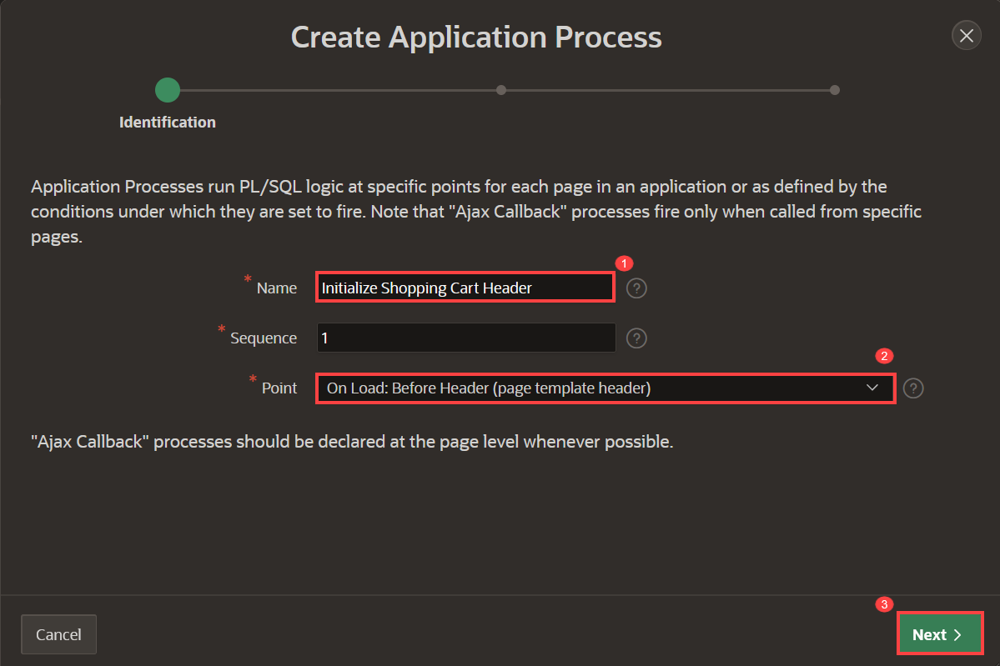 Create Application Process
Identification
Application Processes run PL/SQL logic at specific points for each page in an application or as defined by the
conditions under which they are set to fire. Note that "Ajax Callback" processes fire only when called from specific
pages.
1
* Name Initialize Shopping Cart Header ?
* Sequence 1 ?
2
* Point On Load: Before Header (page template header) ?
"Ajax Callback" processes should be declared at the page level whenever possible.
3
Cancel Next >